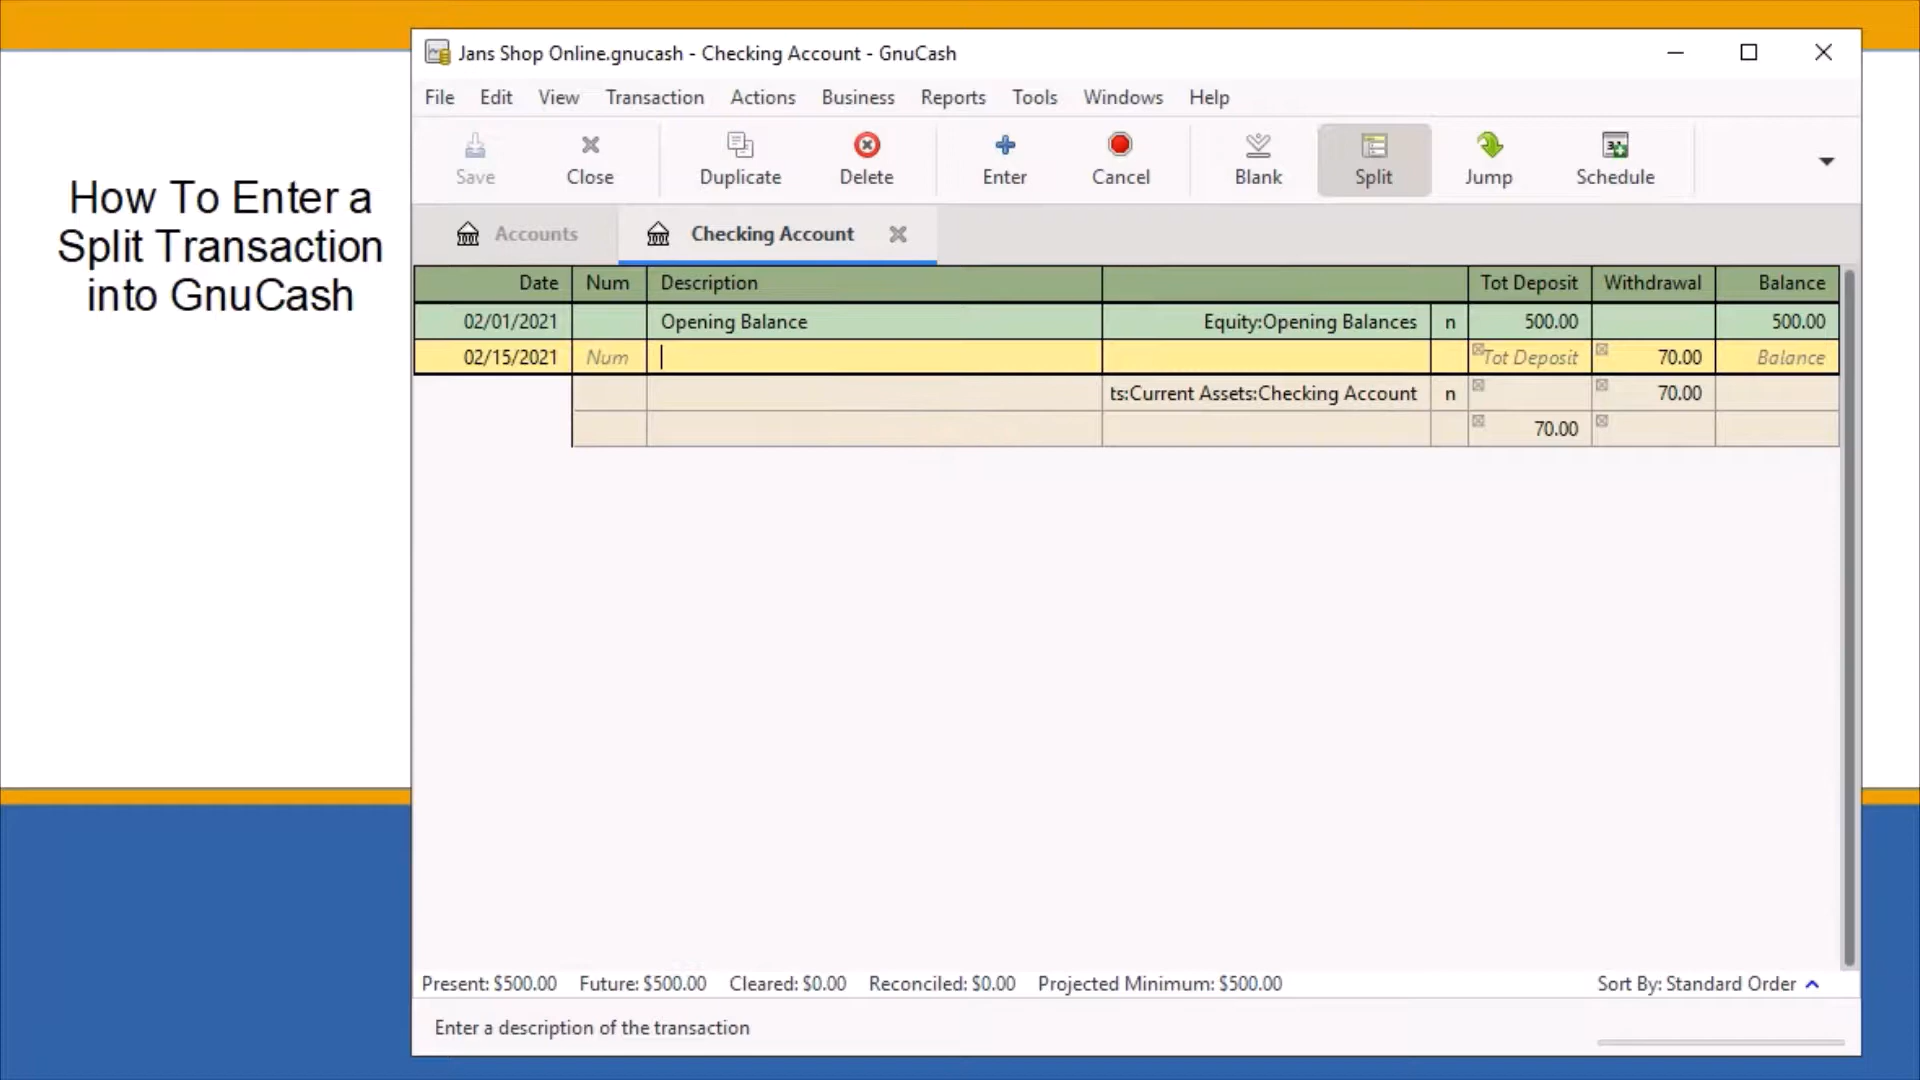 How To Enter a
Split Transaction
into GnuCash
Jans Shop Online.gnucash - Checking Account - GnuCash
File Edit View Transaction Actions Business Reports Tools Windows Help
Save Close Duplicate Delete Enter Cancel Blank Split Jump Schedule
Accounts Checking Account
Date Num Description Tot Deposit Withdrawal Balance
02/01/2021 Opening Balance Equity:Opening Balances n 500.00 500.00
02/15/2021 Num Tot Deposit 70.00 Balance
ts:Current Assets:Checking Account n 70.00
70.00
Present: $500.00 Future: $500.00 Cleared: $0.00 Reconciled: $0.00 Projected Minimum: $500.00 Sort By: Standard Order
Enter a description of the transaction